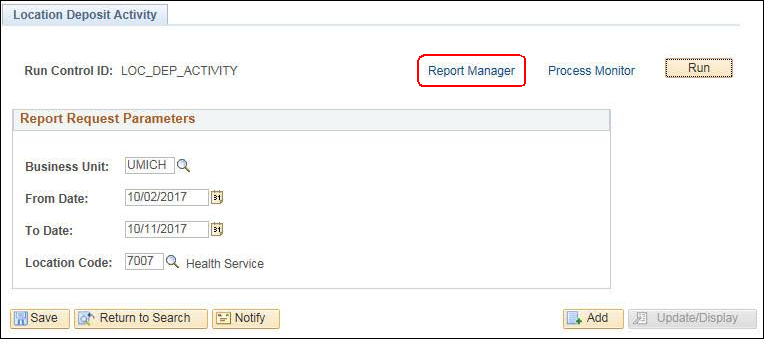 Location Deposit Activity
Run Control ID: LOC_DEP_ACTIVITY Report Manager Process Monitor Run
Report Request Parameters
Business Unit: UMICH
From Date: 10/02/2017
To Date: 10/11/2017
Location Code: 7007 Health Service
Save Return to Search Notify Add Update/Display